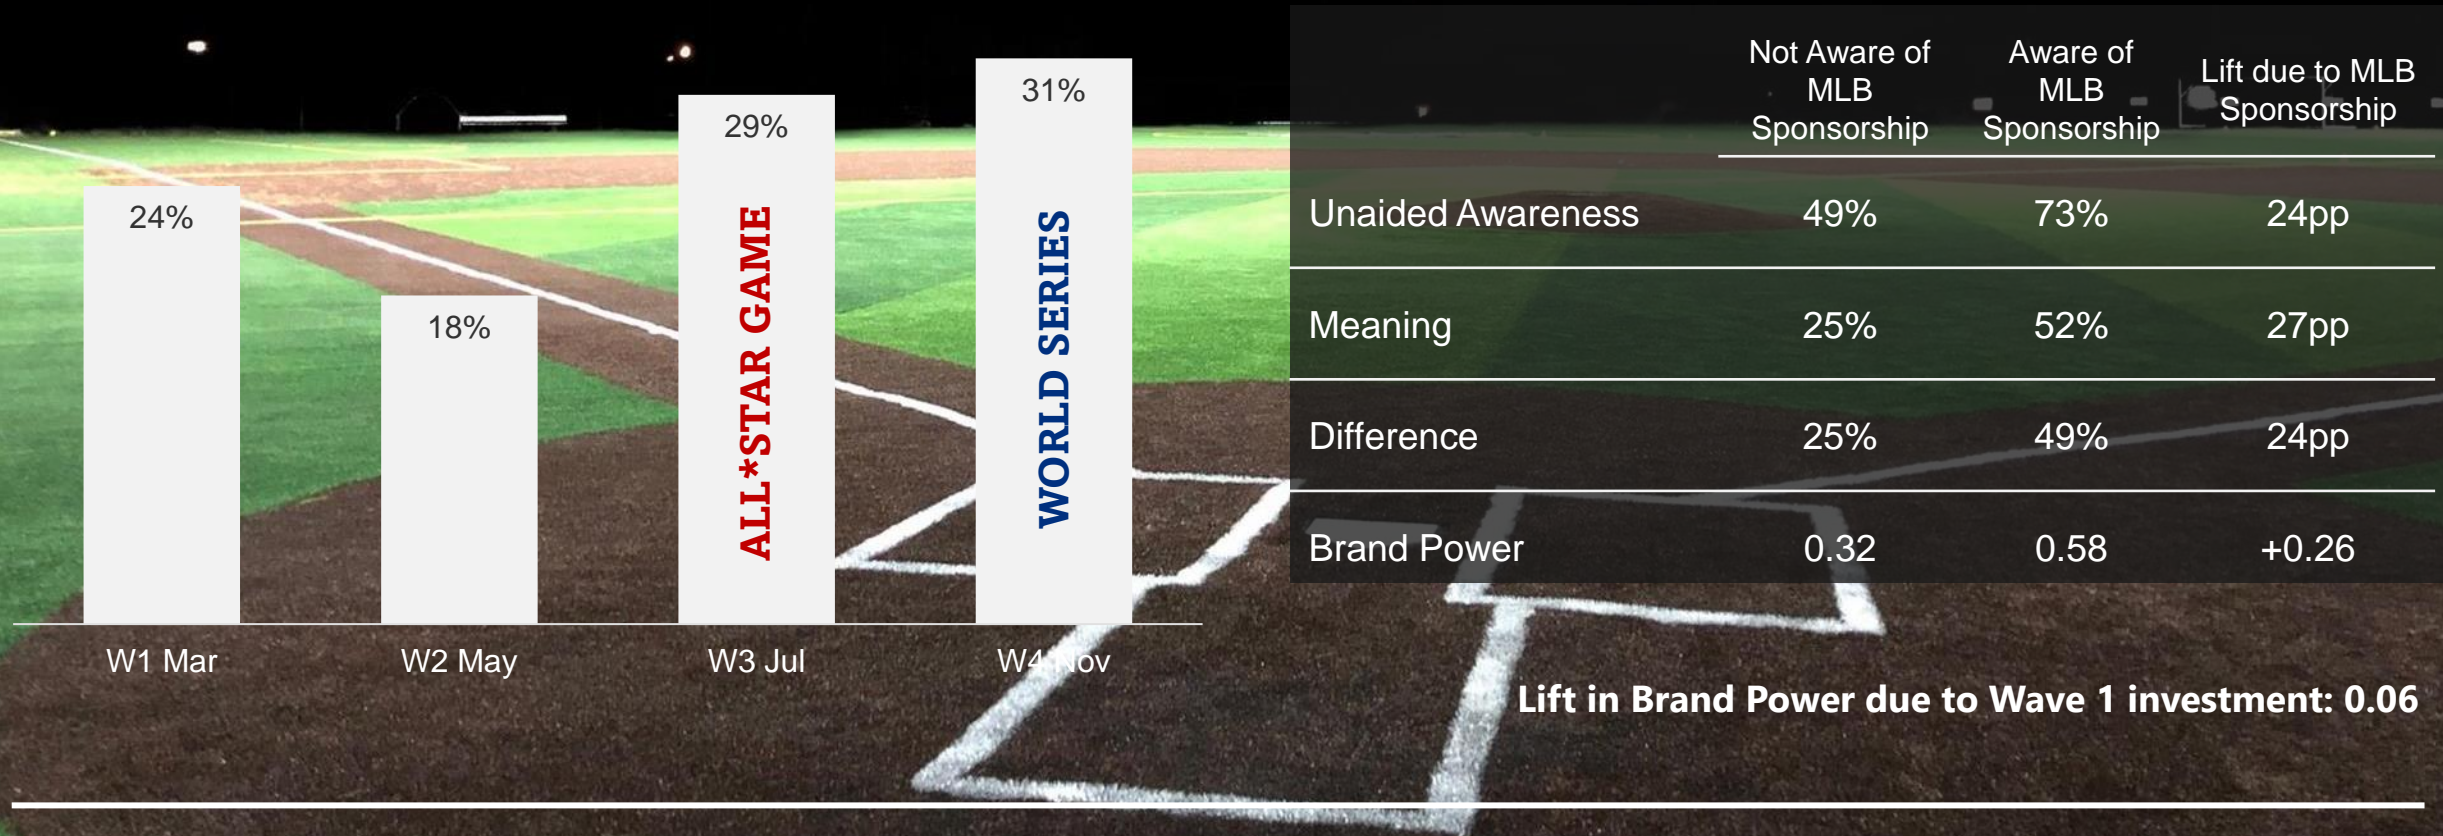 24%
18%
29%
31%
ALL*STAR GAME
WORLD SERIES
W1 Mar
W2 May
W3 Jul
W4 Nov
Not Aware of
MLB
Sponsorship
Aware of
MLB
Sponsorship
Lift due to MLB
Sponsorship
Unaided Awareness 49% 73% 24pp
Meaning 25% 52% 27pp
Difference 25% 49% 24pp
Brand Power 0.32 0.58 +0.26
Lift in Brand Power due to Wave 1 investment: 0.06